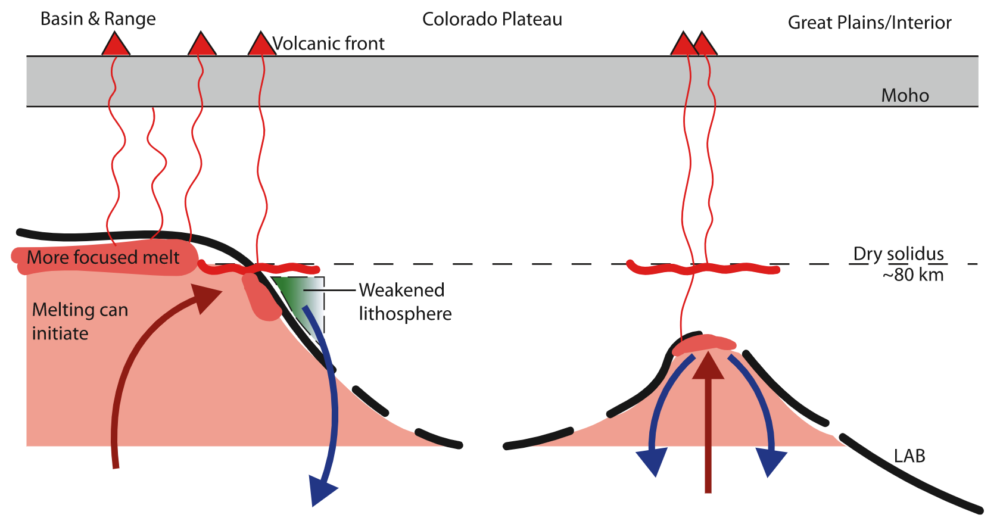 Basin & Range
Colorado Plateau
Great Plains/Interior
Volcanic front
Moho
More focused melt
Dry solidus
~80 km
Weakened
lithosphere
Melting can
initiate
LAB